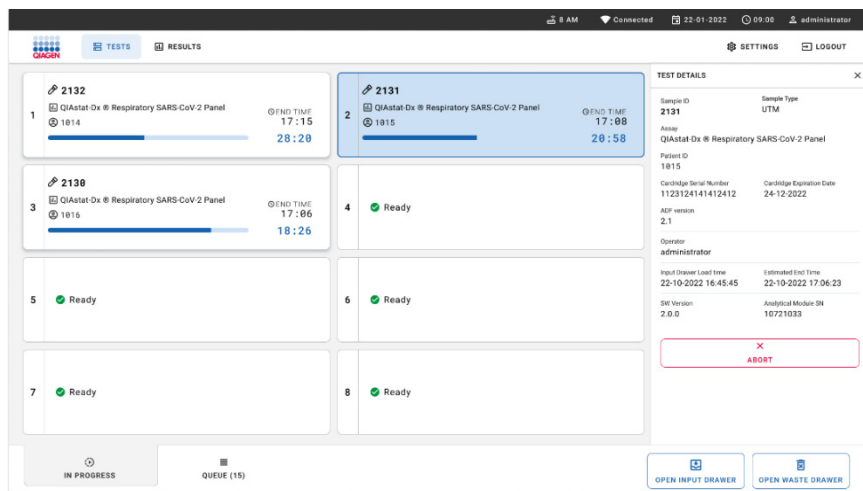 8 AM Connected 22-01-2022 09:00 administrator
QIAGEN TESTS RESULTS SETTINGS LOGOUT
1
2132
QIAstat-Dx ® Respiratory SARS-CoV-2 Panel
1014
END TIME
17:15
28:20
2
2131
QIAstat-Dx ® Respiratory SARS-CoV-2 Panel
1015
END TIME
17:08
20:58
3
2130
QIAstat-Dx ® Respiratory SARS-CoV-2 Panel
1016
END TIME
17:06
18:26
4 Ready
5 Ready
6 Ready
7 Ready
8 Ready
TEST DETAILS
Sample ID Sample Type
2131 UTM
Assay
QIAstat-Dx ® Respiratory SARS-CoV-2 Panel
Patient ID
1015
Cardridge Serial Number Cardridge Expiration Date
1123124141412412 24-12-2022
ADF version
2.1
Operator
administrator
Input Drawer Load time Estimated End Time
22-10-2022 16:45:45 22-10-2022 17:06:23
SW Version Analytical Module SN
2.0.0 10721033
ABORT
IN PROGRESS QUEUE (15)
OPEN INPUT DRAWER OPEN WASTE DRAWER